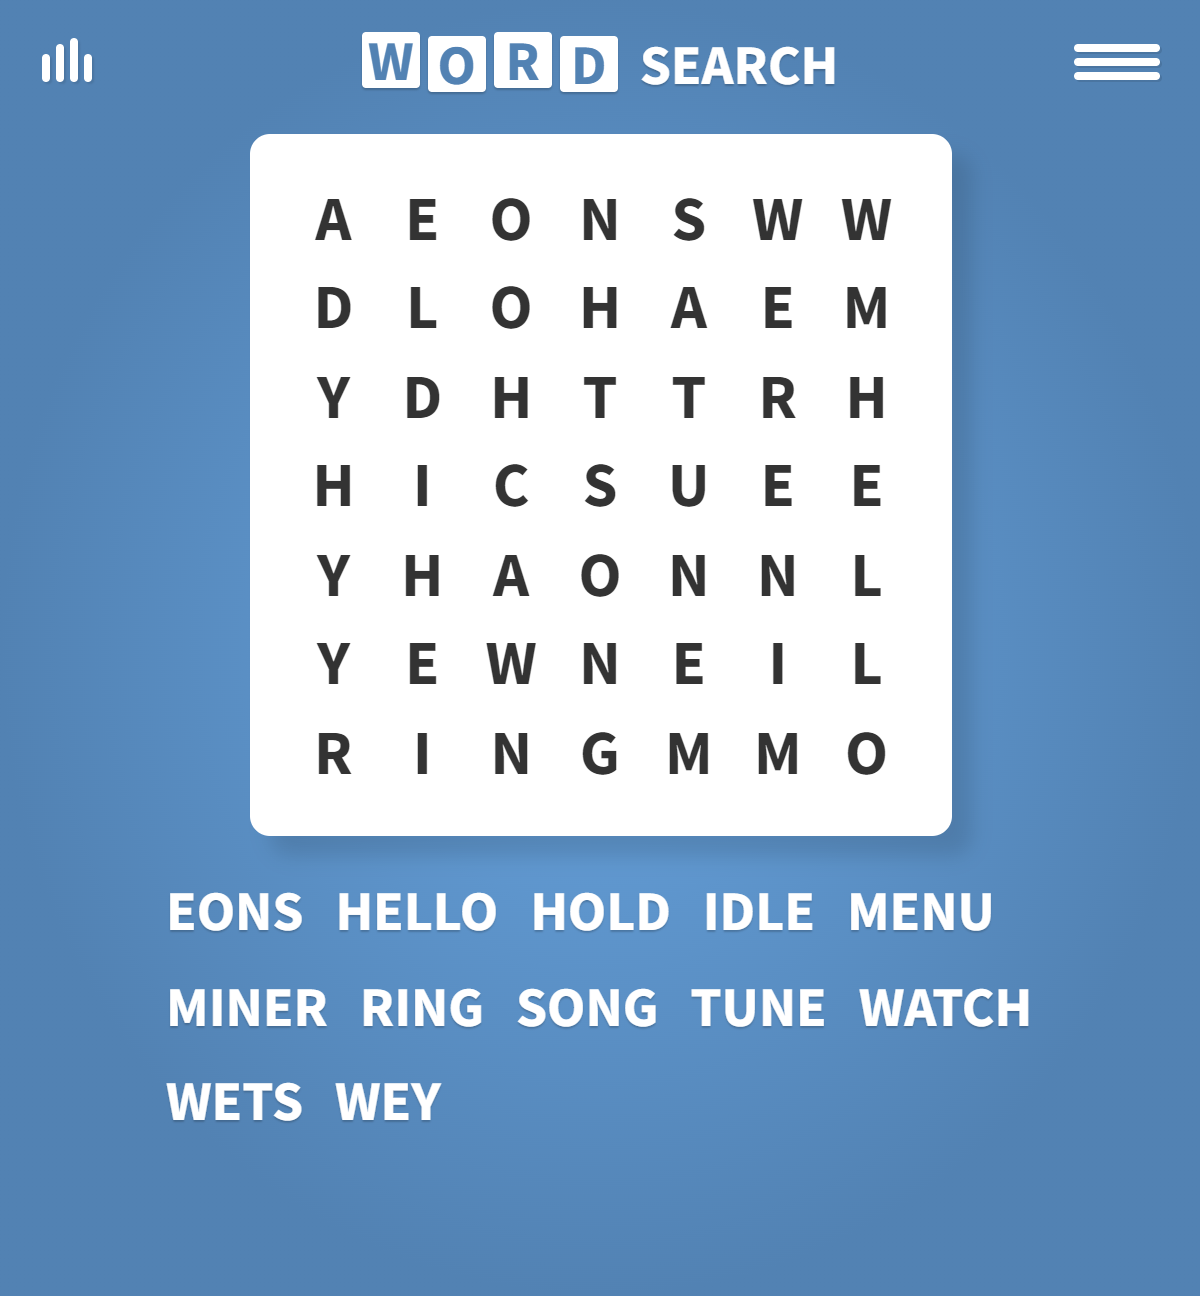 WORD SEARCH
A E O N S W W
D L O H A E M
Y D H T T R H
H I C S U E E
Y H A O N N L
Y E W N E I L
R I N G M M O
EONS HELLO HOLD IDLE MENU
MINER RING SONG TUNE WATCH
WETS WEY